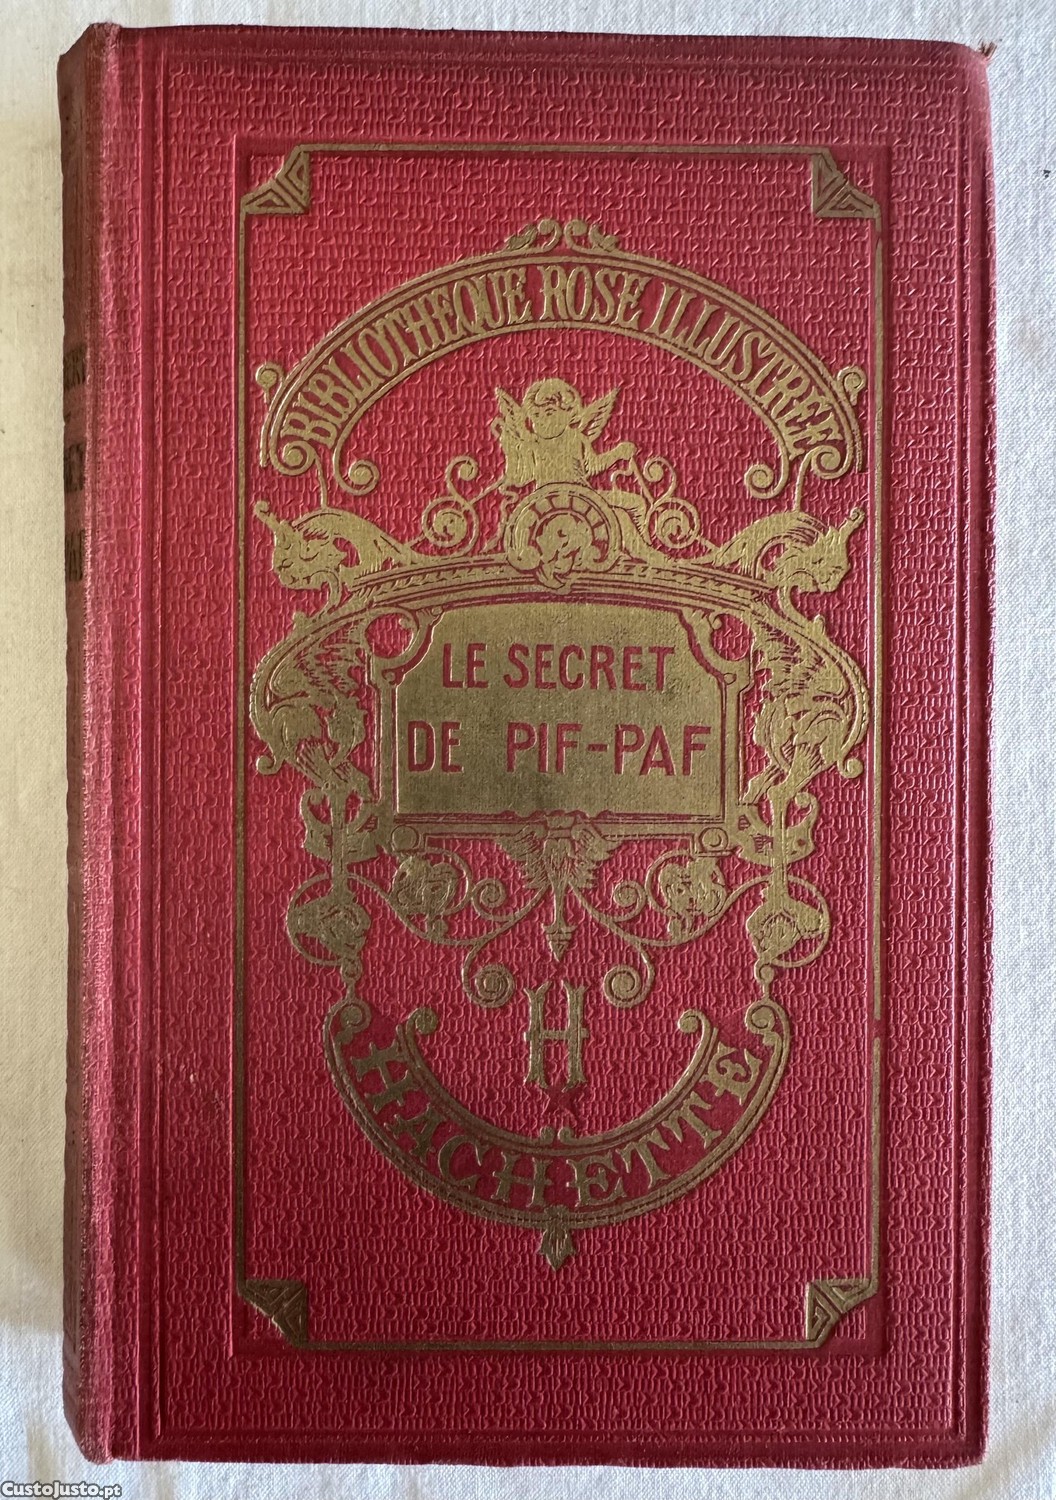 BIBLIOTHEQUE ROSE ILLUSTREE
LE SECRET
DE PIF-PAF
H
HACHETTE
CustoJusto.pt